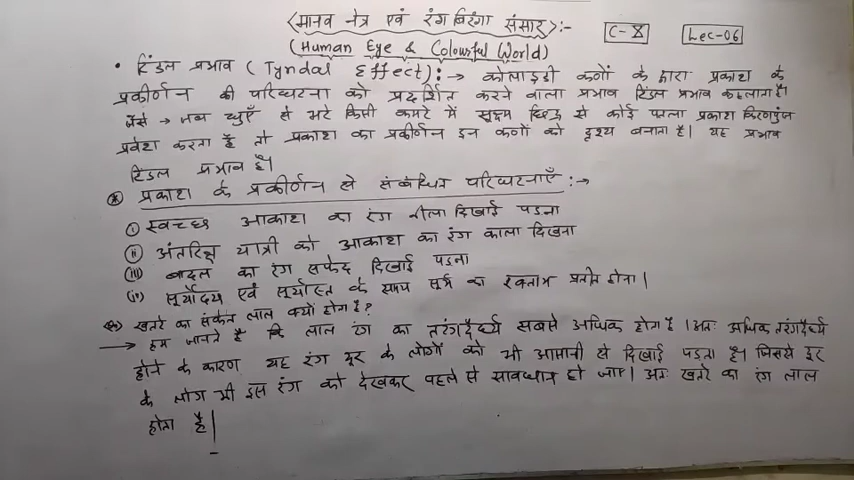 <मानव नेत्र एवं रंग बिरंगा संसार>:- C-X Lec-06
(Human Eye & Colourful World)
• टिंडल प्रभाव (Tyndal Effect):→ कोलाइडी कणों के द्वारा प्रकाश के
प्रकीर्णन की परिघटना को प्रदर्शित करने वाला प्रभाव टिंडल प्रभाव कहलाता है।
जैसे → जब धुएँ से भरे किसी कमरे में सूक्ष्म छिद्र से कोई पतला प्रकाश किरणपुंज
प्रवेश करता है तो प्रकाश का प्रकीर्णन इन कणों को दृश्य बनाता है। यह प्रभाव
टिंडल प्रभाव है।
* प्रकाश के प्रकीर्णन से संबंधित परिघटनाएँ:→
(i) स्वच्छ आकाश का रंग नीला दिखाई पड़ना
(ii) अंतरिक्ष यात्री को आकाश का रंग काला दिखना
(iii) बादल का रंग सफेद दिखाई पड़ना
(iv) सूर्योदय एवं सूर्यास्त के समय सूर्य का रक्ताभ प्रतीत होना।
खतरे का संकेत लाल क्यों होता है?
→ हम जानते है कि लाल रंग का तरंगदैर्ध्य सबसे अधिक होता है। अतः अधिक तरंगदैर्ध्य
होने के कारण यह रंग दूर के लोगों को भी आसानी से दिखाई पड़ता है। जिससे दूर
के लोग भी इस रंग को देखकर पहले से सावधान हो जाए। अतः खतरे का रंग लाल
होता है।